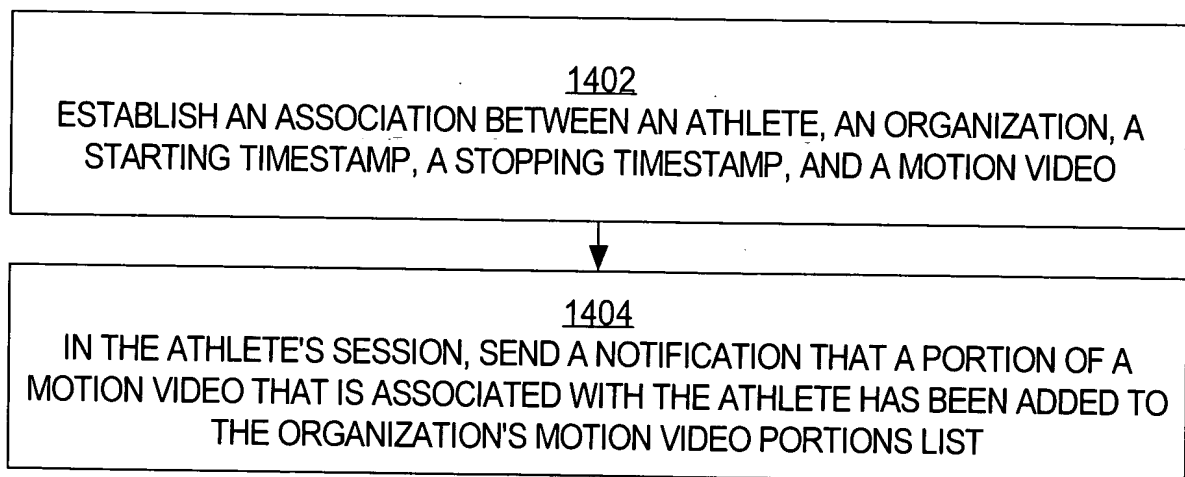 1402
ESTABLISH AN ASSOCIATION BETWEEN AN ATHLETE, AN ORGANIZATION, A
STARTING TIMESTAMP, A STOPPING TIMESTAMP, AND A MOTION VIDEO
1404
IN THE ATHLETE'S SESSION, SEND A NOTIFICATION THAT A PORTION OF A
MOTION VIDEO THAT IS ASSOCIATED WITH THE ATHLETE HAS BEEN ADDED TO
THE ORGANIZATION'S MOTION VIDEO PORTIONS LIST